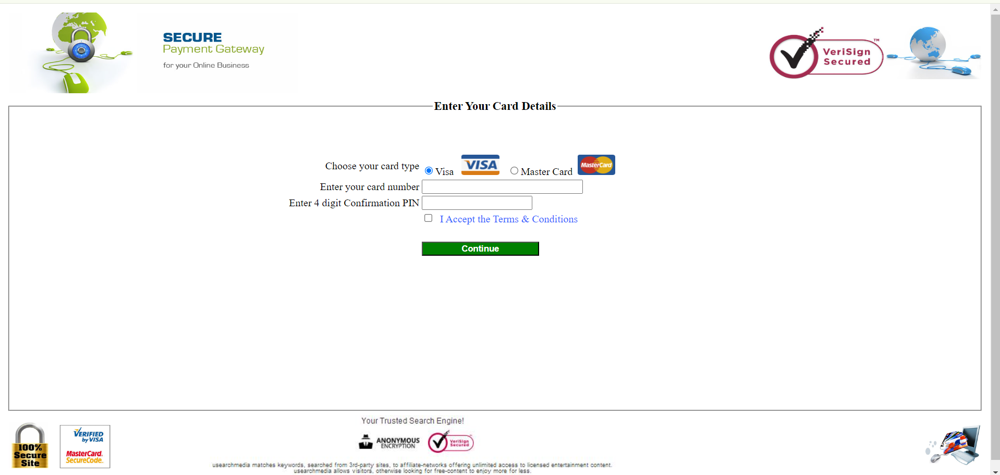 SECURE
Payment Gateway
for your Online Business
VeriSign
Secured
™
Enter Your Card Details
Choose your card type
Visa
VISA
Master Card
MasterCard
Enter your card number
Enter 4 digit Confirmation PIN
I Accept the Terms & Conditions
Continue
100%
Secure
Site
VERIFIED
by VISA
MasterCard.
SecureCode.
Your Trusted Search Engine!
ANONYMOUS
ENCRYPTION
VeriSign
Secured
usearchmedia matches keywords, searched from 3rd-party sites, to affiliate-networks offering unlimited access to licensed entertainment content.
usearchmedia allows visitors, otherwise looking for free-content to enjoy more for less.